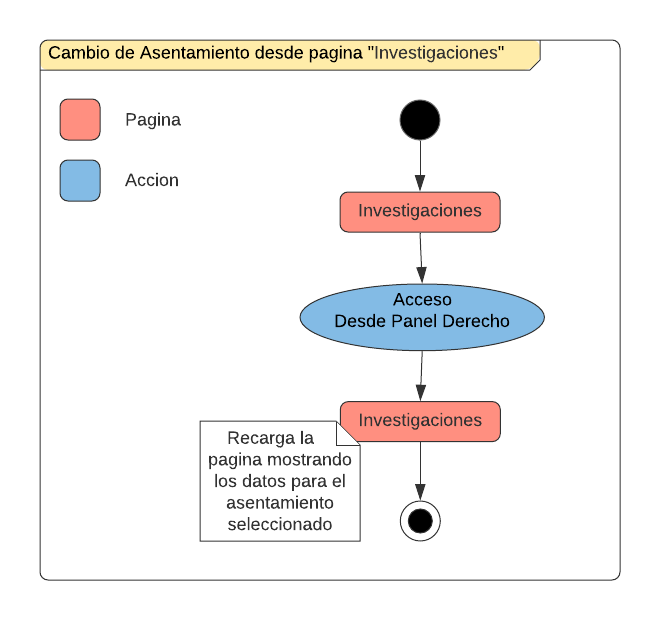 Cambio de Asentamiento desde pagina "Investigaciones"
Pagina
Accion
Investigaciones
Acceso
Desde Panel Derecho
Investigaciones
Recarga la
pagina mostrando
los datos para el
asentamiento
seleccionado